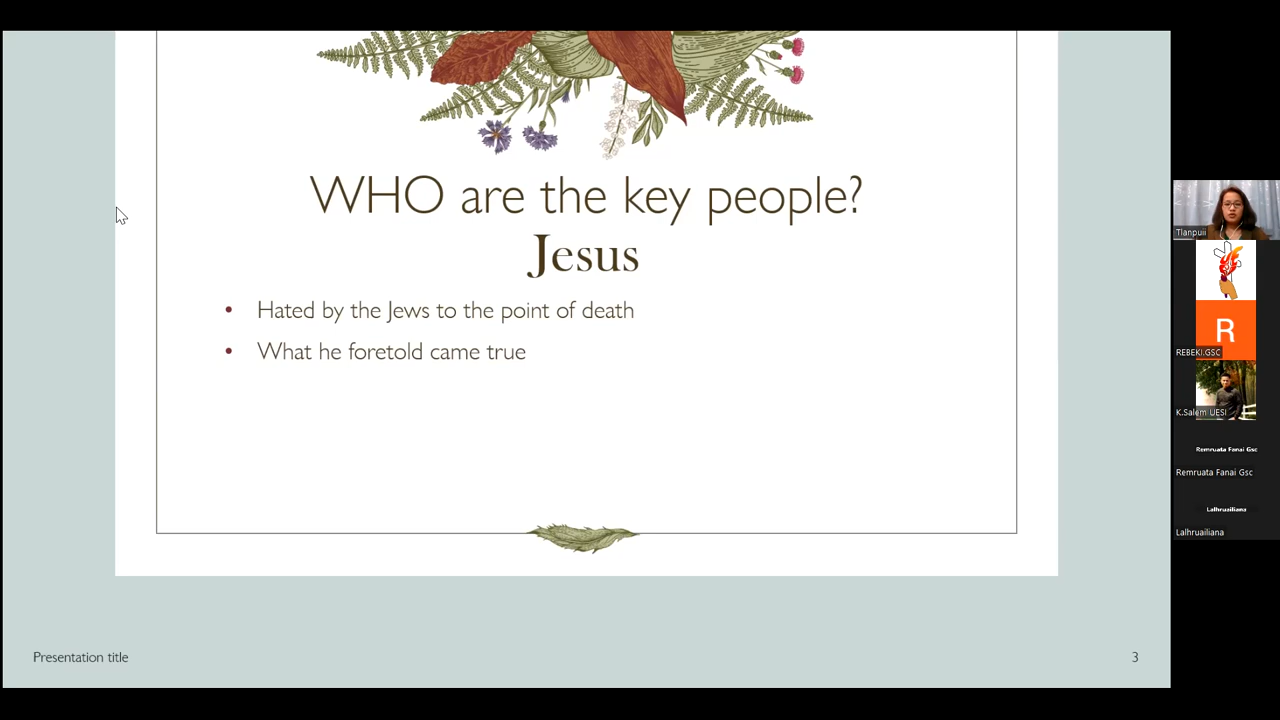 WHO are the key people?
Jesus
• Hated by the Jews to the point of death
• What he foretold came true
Presentation title
3
Tlanpuii
R
REBEKI.GSC
K.Salem UESI
Remruata Fanai Gsc
Remruata Fanai Gsc
Lalhruailiana
Lalhruailiana